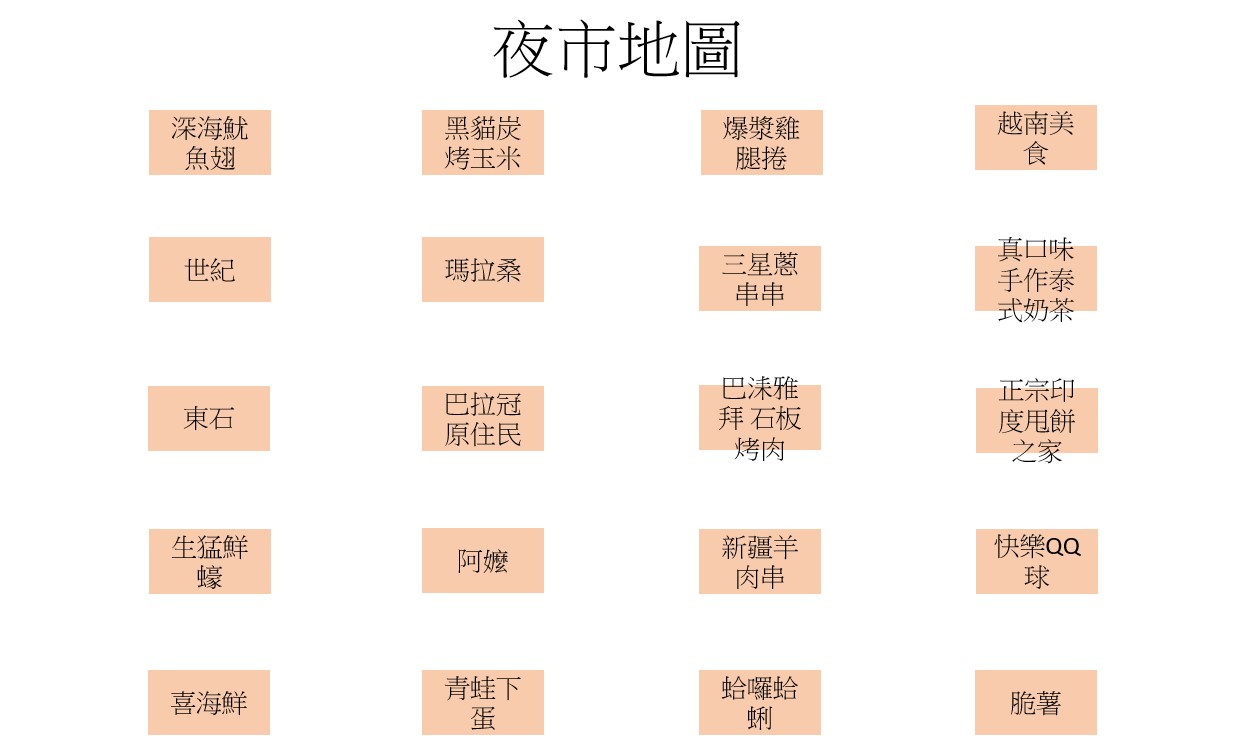 夜市地圖
深海魷
魚翅
黑貓炭
烤玉米
爆漿雞
腿捲
越南美
食
世紀
瑪拉桑
三星蔥
串串
真口味
手作泰
式奶茶
東石
巴拉冠
原住民
巴洡雅
拜 石板
烤肉
正宗印
度甩餅
之家
生猛鮮
蠔
阿嬤
新疆羊
肉串
快樂QQ
球
喜海鮮
青蛙下
蛋
蛤囉蛤
蜊
脆薯